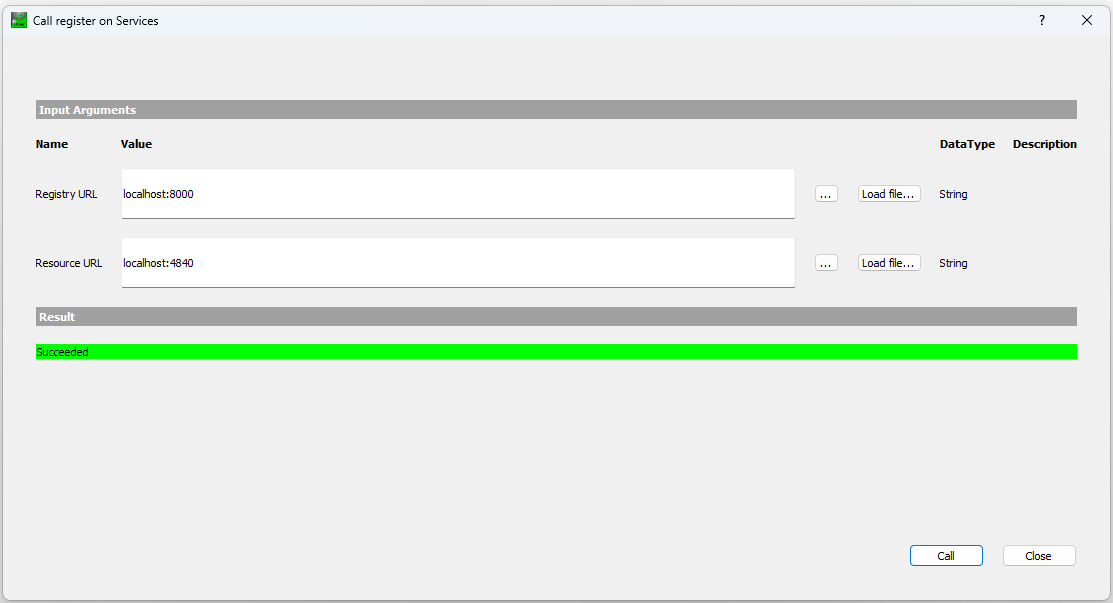 Call register on Services
?
Input Arguments
Name Value DataType Description
Registry URL localhost:8000 ... Load file... String
Resource URL localhost:4840 ... Load file... String
Result
Succeeded
Call Close